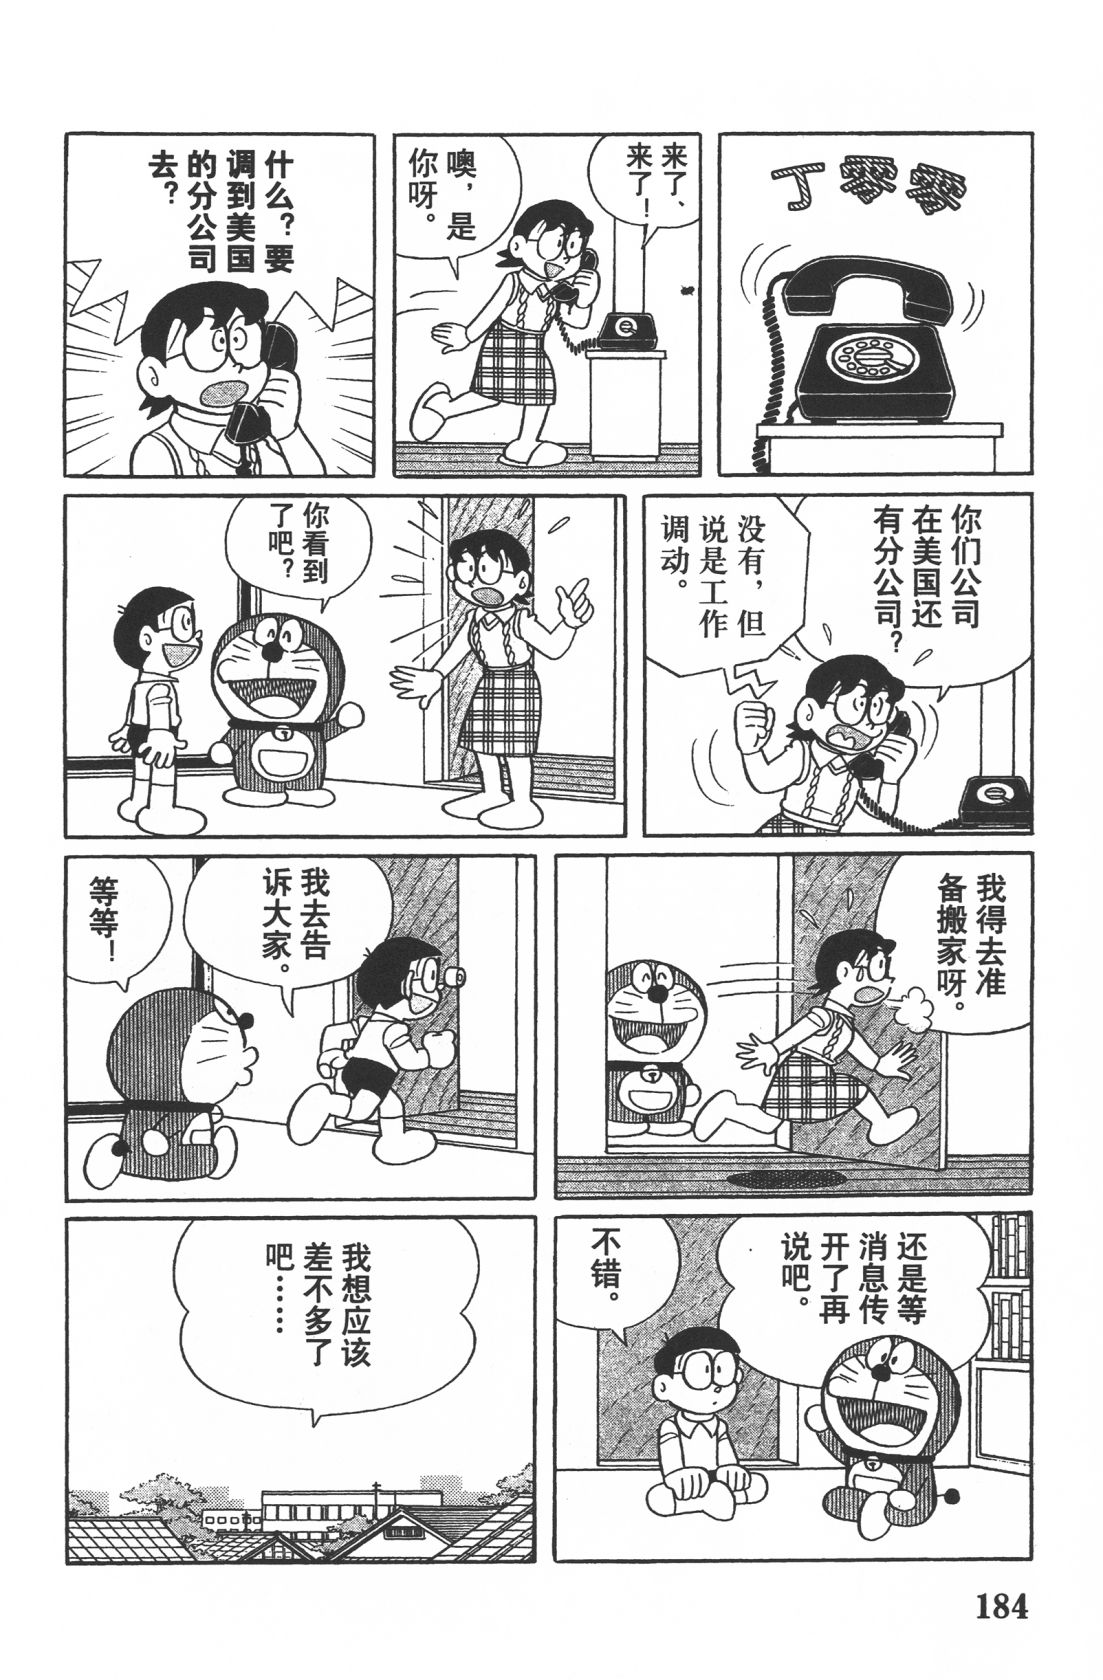 丁零零
来了、
来了！
噢，是
你呀。
什么？要
调到美国
的分公司
去？
你们公司
在美国还
有分公司？
没有，但
说是工作
调动。
你看到
了吧？
我得去准
备搬家呀。
我去告
诉大家。
等等！
还是等
消息传
开了再
说吧。
不错。
我想应该
差不多了
吧……
184